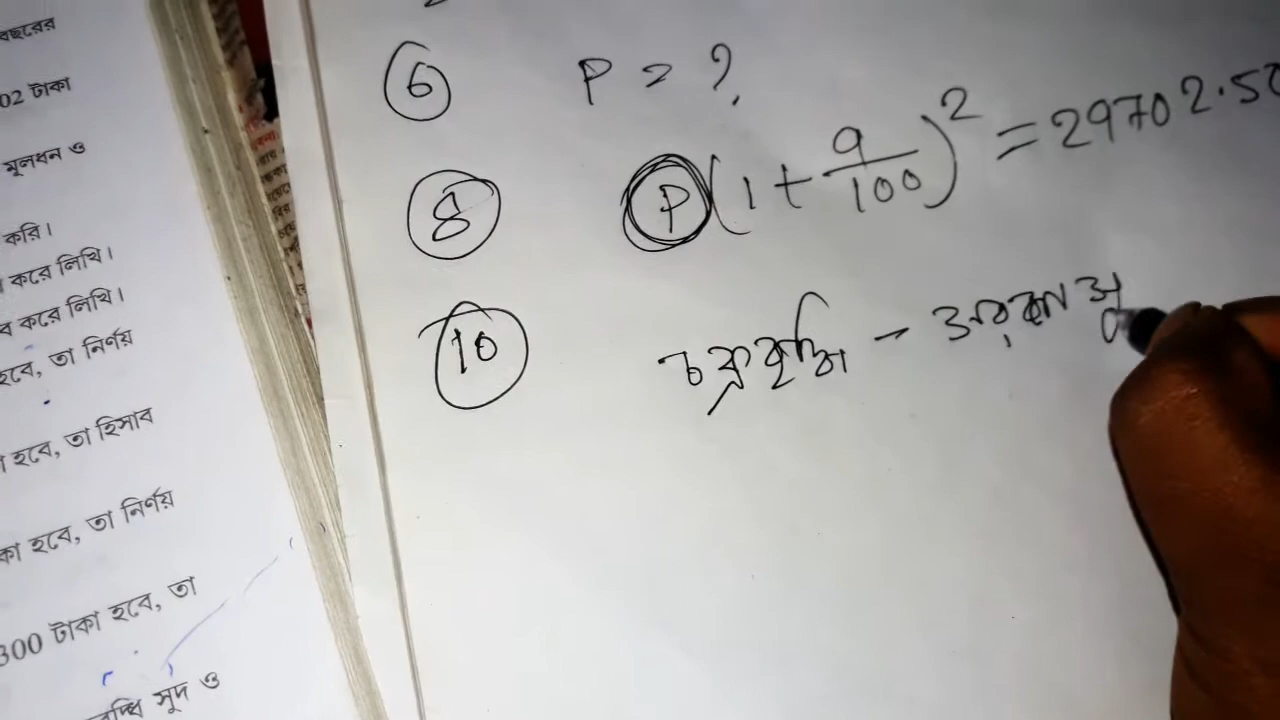 বছরের
02 টাকা
মূলধন ও
করি।
করে লিখি।
ব করে লিখি।
হবে, তা নির্ণয়
হবে, তা হিসাব
কা হবে, তা নির্ণয়
300 টাকা হবে, তা
সুদ ও
6 P = ?
8 P(1 + 9/100)² = 29702.50
10 চক্রবৃদ্ধি - সরল সু